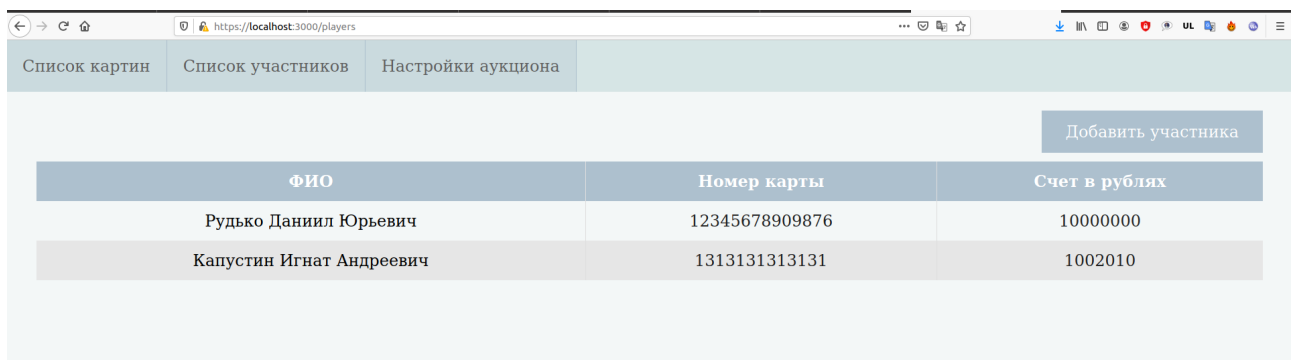 https://localhost:3000/players
UL
Список картин Список участников Настройки аукциона
Добавить участника
ФИО Номер карты Счет в рублях
Рудько Даниил Юрьевич 12345678909876 10000000
Капустин Игнат Андреевич 1313131313131 1002010